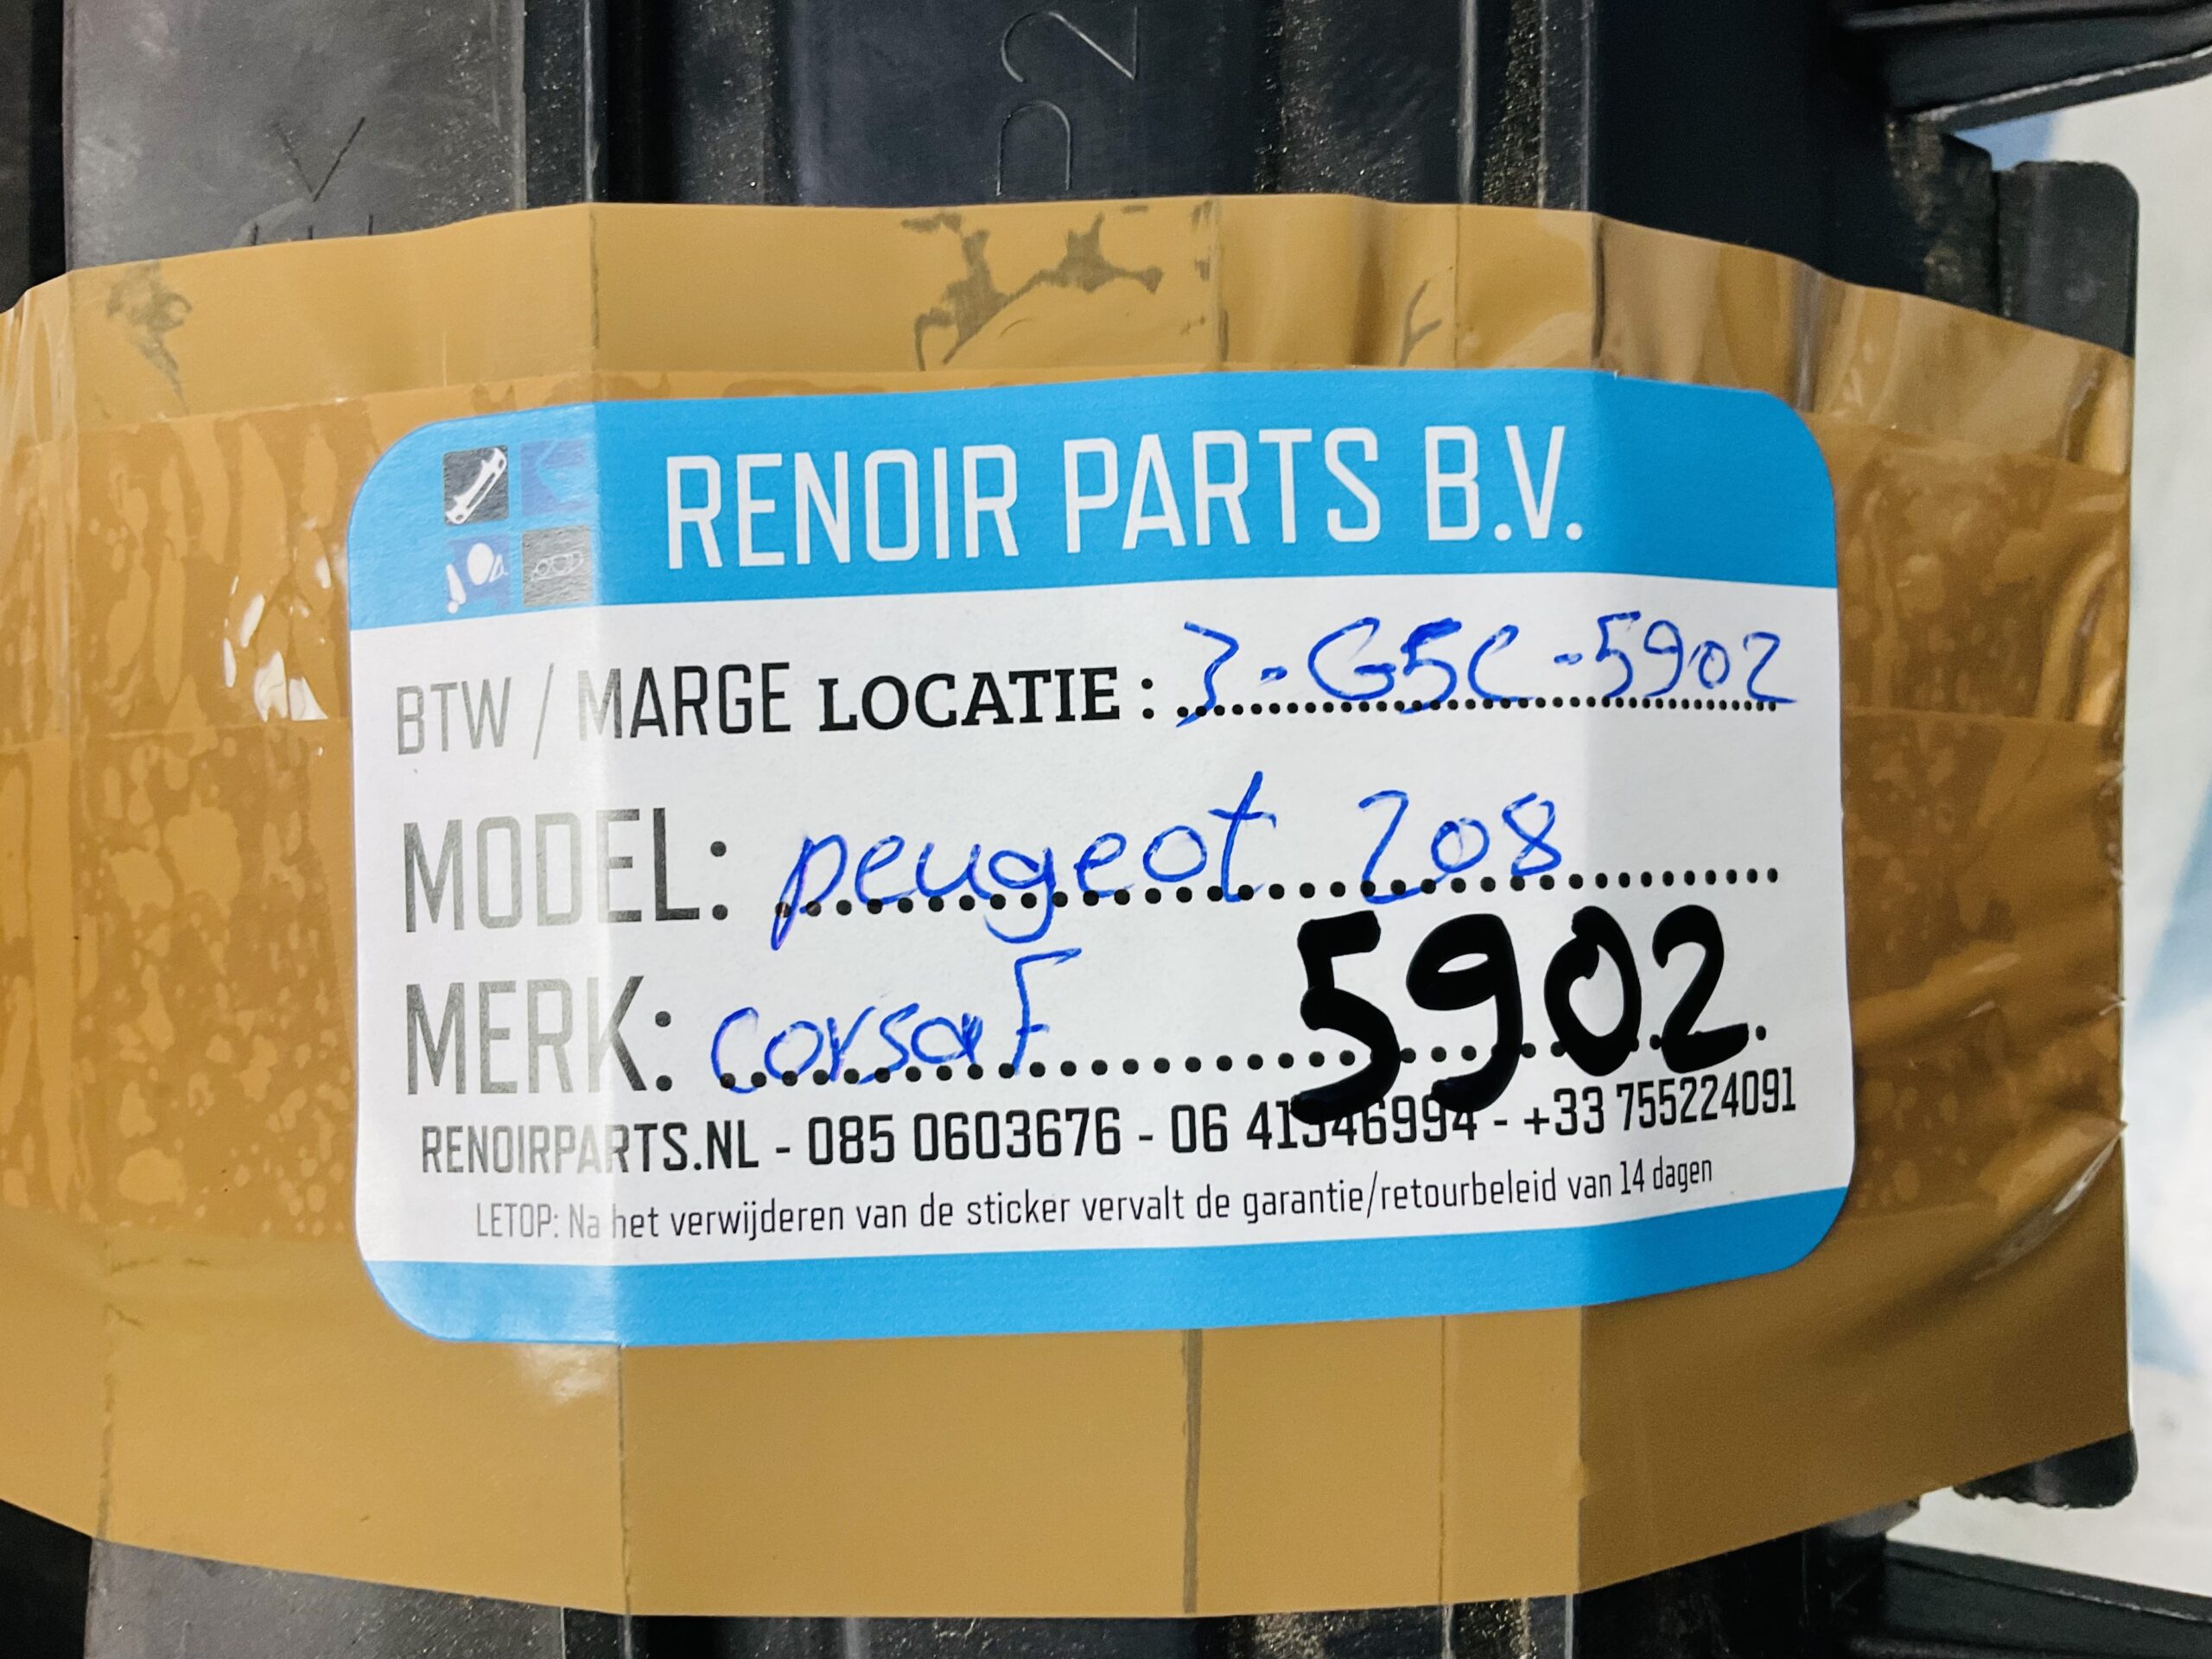 RENOIR PARTS B.V.
BTW / MARGE LOCATIE : 3-G5C-5902
MODEL: peugeot 208
MERK: corsa F 5902
RENOIRPARTS.NL - 085 0603676 - 06 41346994 - +33 755224091
LETOP: Na het verwijderen van de sticker vervalt de garantie/retourbeleid van 14 dagen